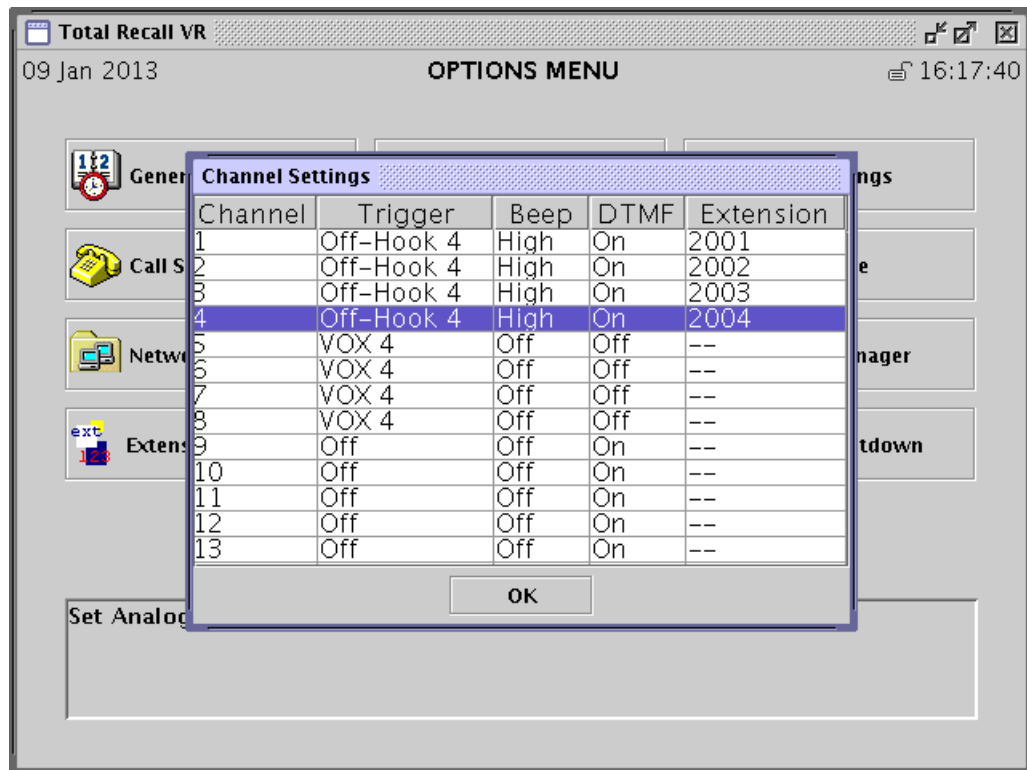 Total Recall VR
09 Jan 2013 OPTIONS MENU 16:17:40
Gener ngs
Channel Settings
Channel Trigger Beep DTMF Extension
1 Off-Hook 4 High On 2001
2 Off-Hook 4 High On 2002
3 Off-Hook 4 High On 2003
4 Off-Hook 4 High On 2004
5 VOX 4 Off Off --
6 VOX 4 Off Off --
7 VOX 4 Off Off --
8 VOX 4 Off Off --
9 Off Off On --
10 Off Off On --
11 Off Off On --
12 Off Off On --
13 Off Off On --
OK
Call S e
Netw nager
ext 123 Extens tdown
Set Analog